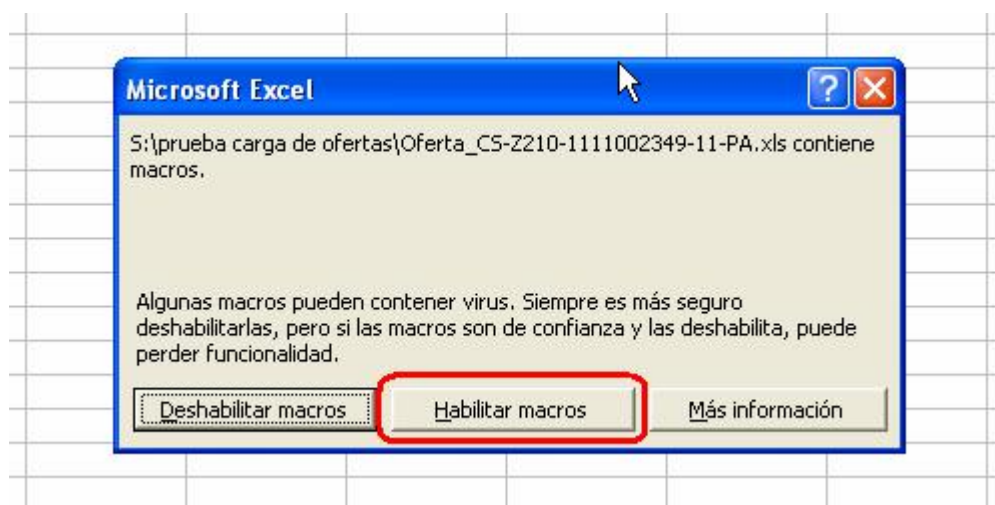 Microsoft Excel
S:\prueba carga de ofertas\Oferta_CS-Z210-1111002349-11-PA.xls contiene
macros.
Algunas macros pueden contener virus. Siempre es más seguro
deshabilitarlas, pero si las macros son de confianza y las deshabilita, puede
perder funcionalidad.
Deshabilitar macros Habilitar macros Más información